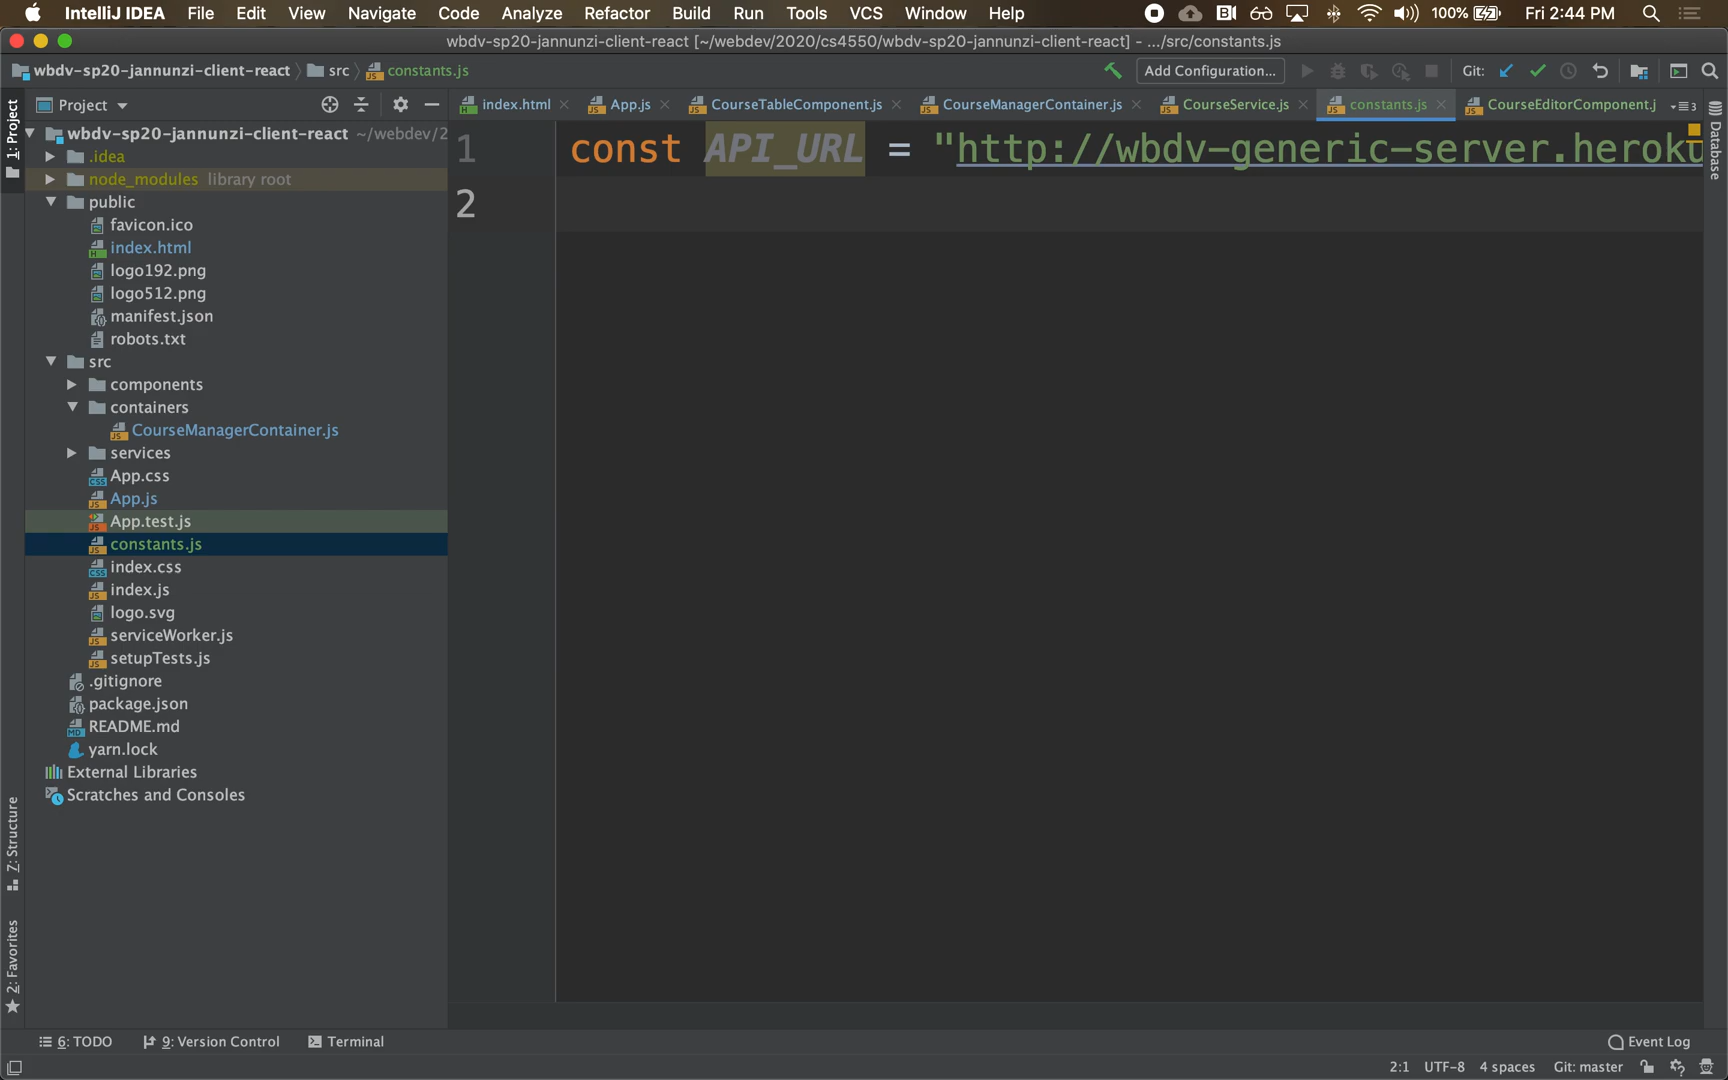 IntelliJ IDEA File Edit View Navigate Code Analyze Refactor Build Run Tools VCS Window Help 100% Fri 2:44 PM
wbdv-sp20-jannunzi-client-react [~/webdev/2020/cs4550/wbdv-sp20-jannunzi-client-react] - .../src/constants.js
wbdv-sp20-jannunzi-client-react src constants.js Add Configuration... Git:
1: Project
Project
index.html App.js CourseTableComponent.js CourseManagerContainer.js CourseService.js constants.js CourseEditorComponent.j 3
Database
wbdv-sp20-jannunzi-client-react ~/webdev/2
.idea
node_modules library root
public
favicon.ico
index.html
logo192.png
logo512.png
manifest.json
robots.txt
src
components
containers
CourseManagerContainer.js
services
App.css
App.js
App.test.js
constants.js
index.css
index.js
logo.svg
serviceWorker.js
setupTests.js
.gitignore
package.json
README.md
yarn.lock
External Libraries
Scratches and Consoles
1 const API_URL = "http://wbdv-generic-server.heroku
2
Z: Structure
2: Favorites
6: TODO 9: Version Control Terminal Event Log
2:1 UTF-8 4 spaces Git: master